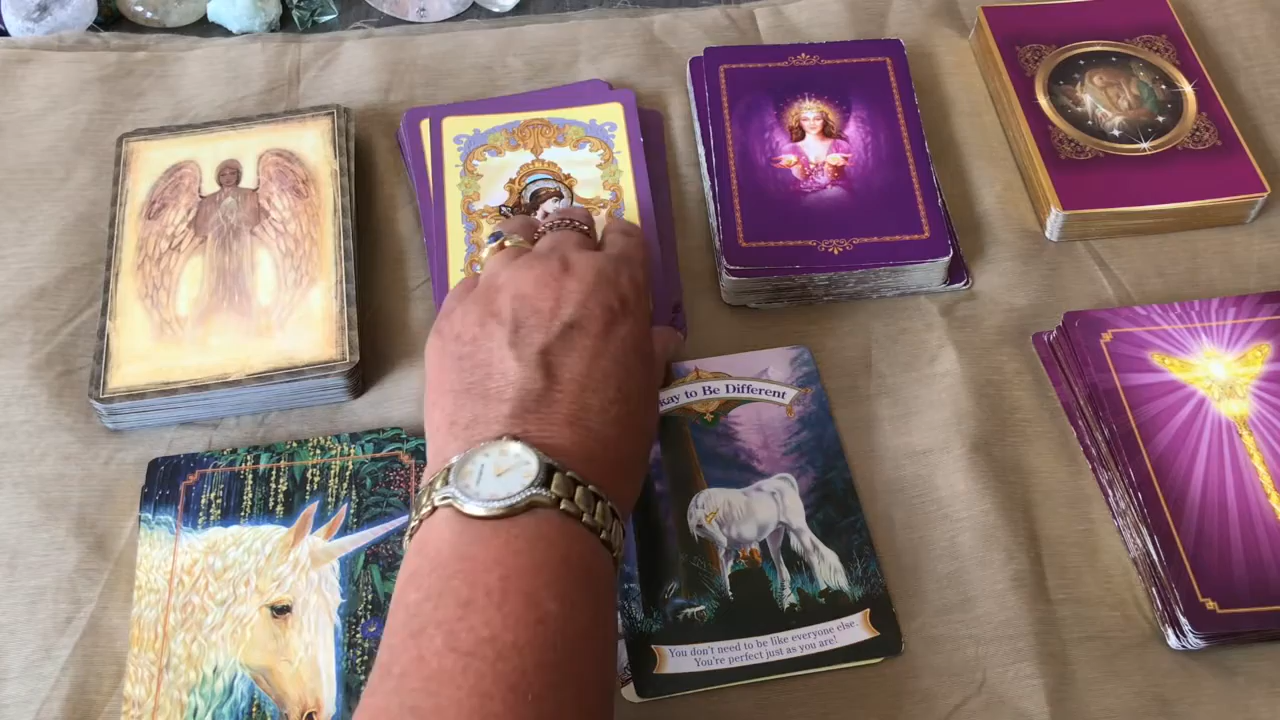 kay to Be Different
You don't need to be like everyone else.
You're perfect just as you are!